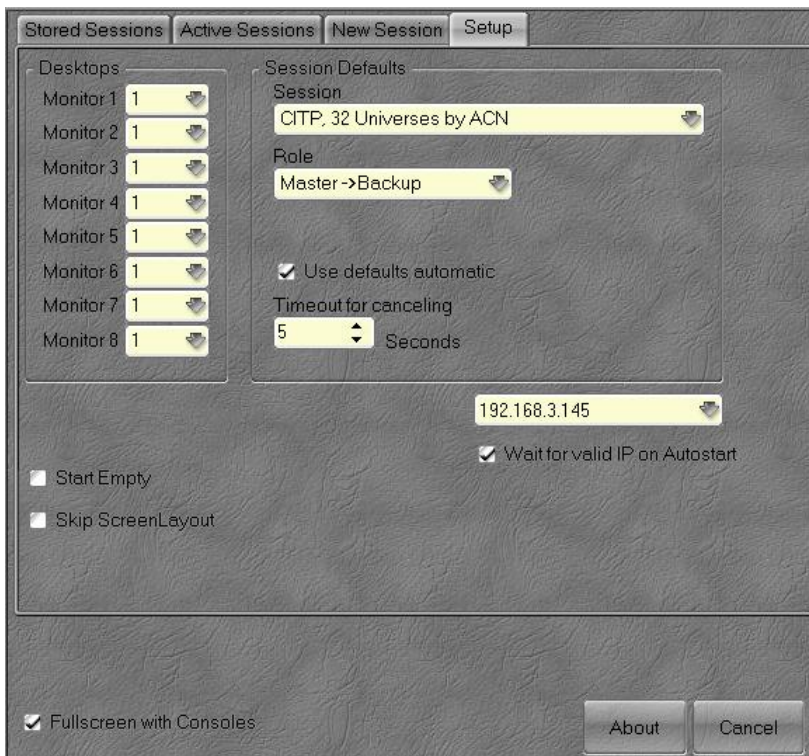 Stored Sessions
Active Sessions
New Session
Setup
Desktops
Monitor 1 1
Monitor 2 1
Monitor 3 1
Monitor 4 1
Monitor 5 1
Monitor 6 1
Monitor 7 1
Monitor 8 1
Session Defaults
Session
CITP, 32 Universes by ACN
Role
Master->Backup
Use defaults automatic
Timeout for canceling
5 Seconds
192.168.3.145
Wait for valid IP on Autostart
Start Empty
Skip ScreenLayout
Fullscreen with Consoles
About
Cancel